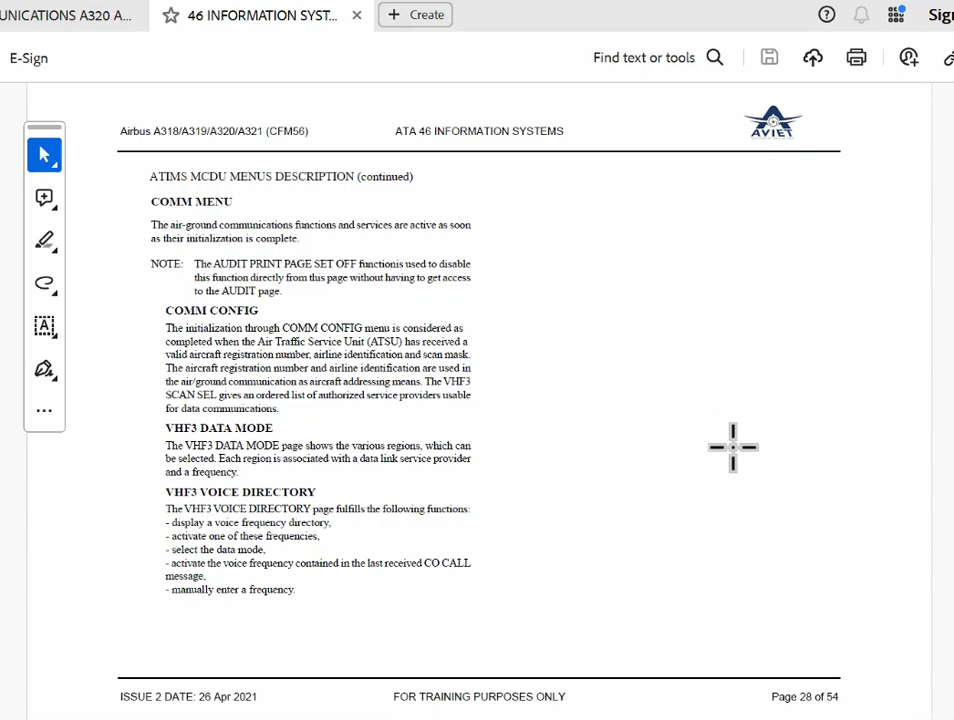 UNICATIONS A320 A...
46 INFORMATION SYST...
Create
Sign
E-Sign
Find text or tools
Airbus A318/A319/A320/A321 (CFM56)
ATA 46 INFORMATION SYSTEMS
AVIET
ATIMS MCDU MENUS DESCRIPTION (continued)
COMM MENU
The air-ground communications functions and services are active as soon
as their initialization is complete.
NOTE: The AUDIT PRINT PAGE SET OFF functionis used to disable
this function directly from this page without having to get access
to the AUDIT page.
COMM CONFIG
The initialization through COMM CONFIG menu is considered as
completed when the Air Traffic Service Unit (ATSU) has received a
valid aircraft registration number, airline identification and scan mask.
The aircraft registration number and airline identification are used in
the air/ground communication as aircraft addressing means. The VHF3
SCAN SEL gives an ordered list of authorized service providers usable
for data communications.
VHF3 DATA MODE
The VHF3 DATA MODE page shows the various regions, which can
be selected. Each region is associated with a data link service provider
and a frequency.
VHF3 VOICE DIRECTORY
The VHF3 VOICE DIRECTORY page fulfills the following functions:
- display a voice frequency directory,
- activate one of these frequencies,
- select the data mode,
- activate the voice frequency contained in the last received CO CALL
message,
- manually enter a frequency.
ISSUE 2 DATE: 26 Apr 2021
FOR TRAINING PURPOSES ONLY
Page 28 of 54